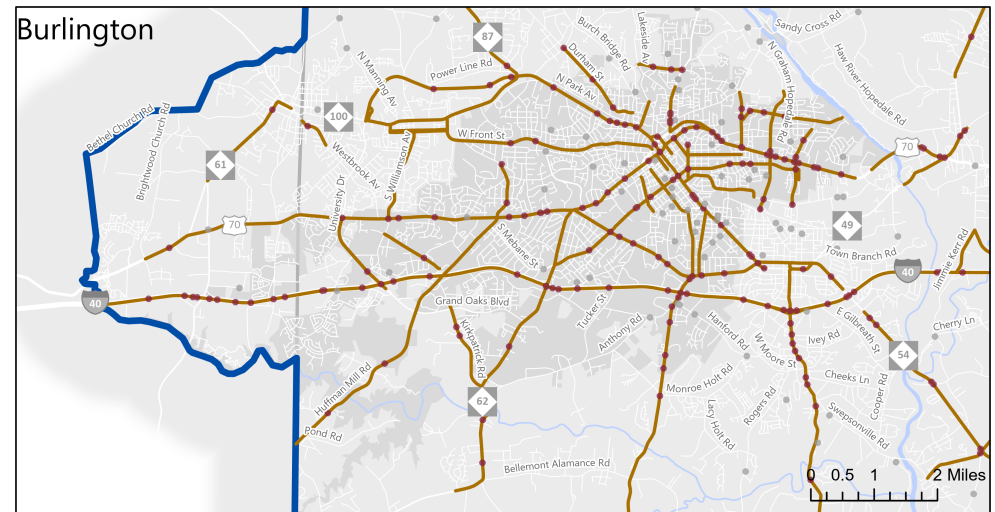 Burlington
87
Power Line Rd
N Manning Av
Durham St
Burch Bridge Rd
Lakeside Av
N Park Av
Sandy Cross Rd
N Graham Hopedale Rd
Haw River Hopedale Rd
Bethel Church Rd
Brightwood Church Rd
100
W Front St
61
Westbrook Av
S Williamson Av
70
University Dr
70
S Mebane St
49
Town Branch Rd
Jimmie Kerr Rd
40
40
Grand Oaks Blvd
Tucker St
Anthony Rd
Kirkpatrick Rd
Hanford Rd
W Moore St
Ivey Rd
E Gilbreath St
Cherry Ln
54
Huffman Mill Rd
62
Monroe Holt Rd
Rogers Rd
Cheeks Ln
Cooper Rd
Lacy Holt Rd
Swepsonville Rd
Pond Rd
Bellemont Alamance Rd
0 0.5 1 2 Miles